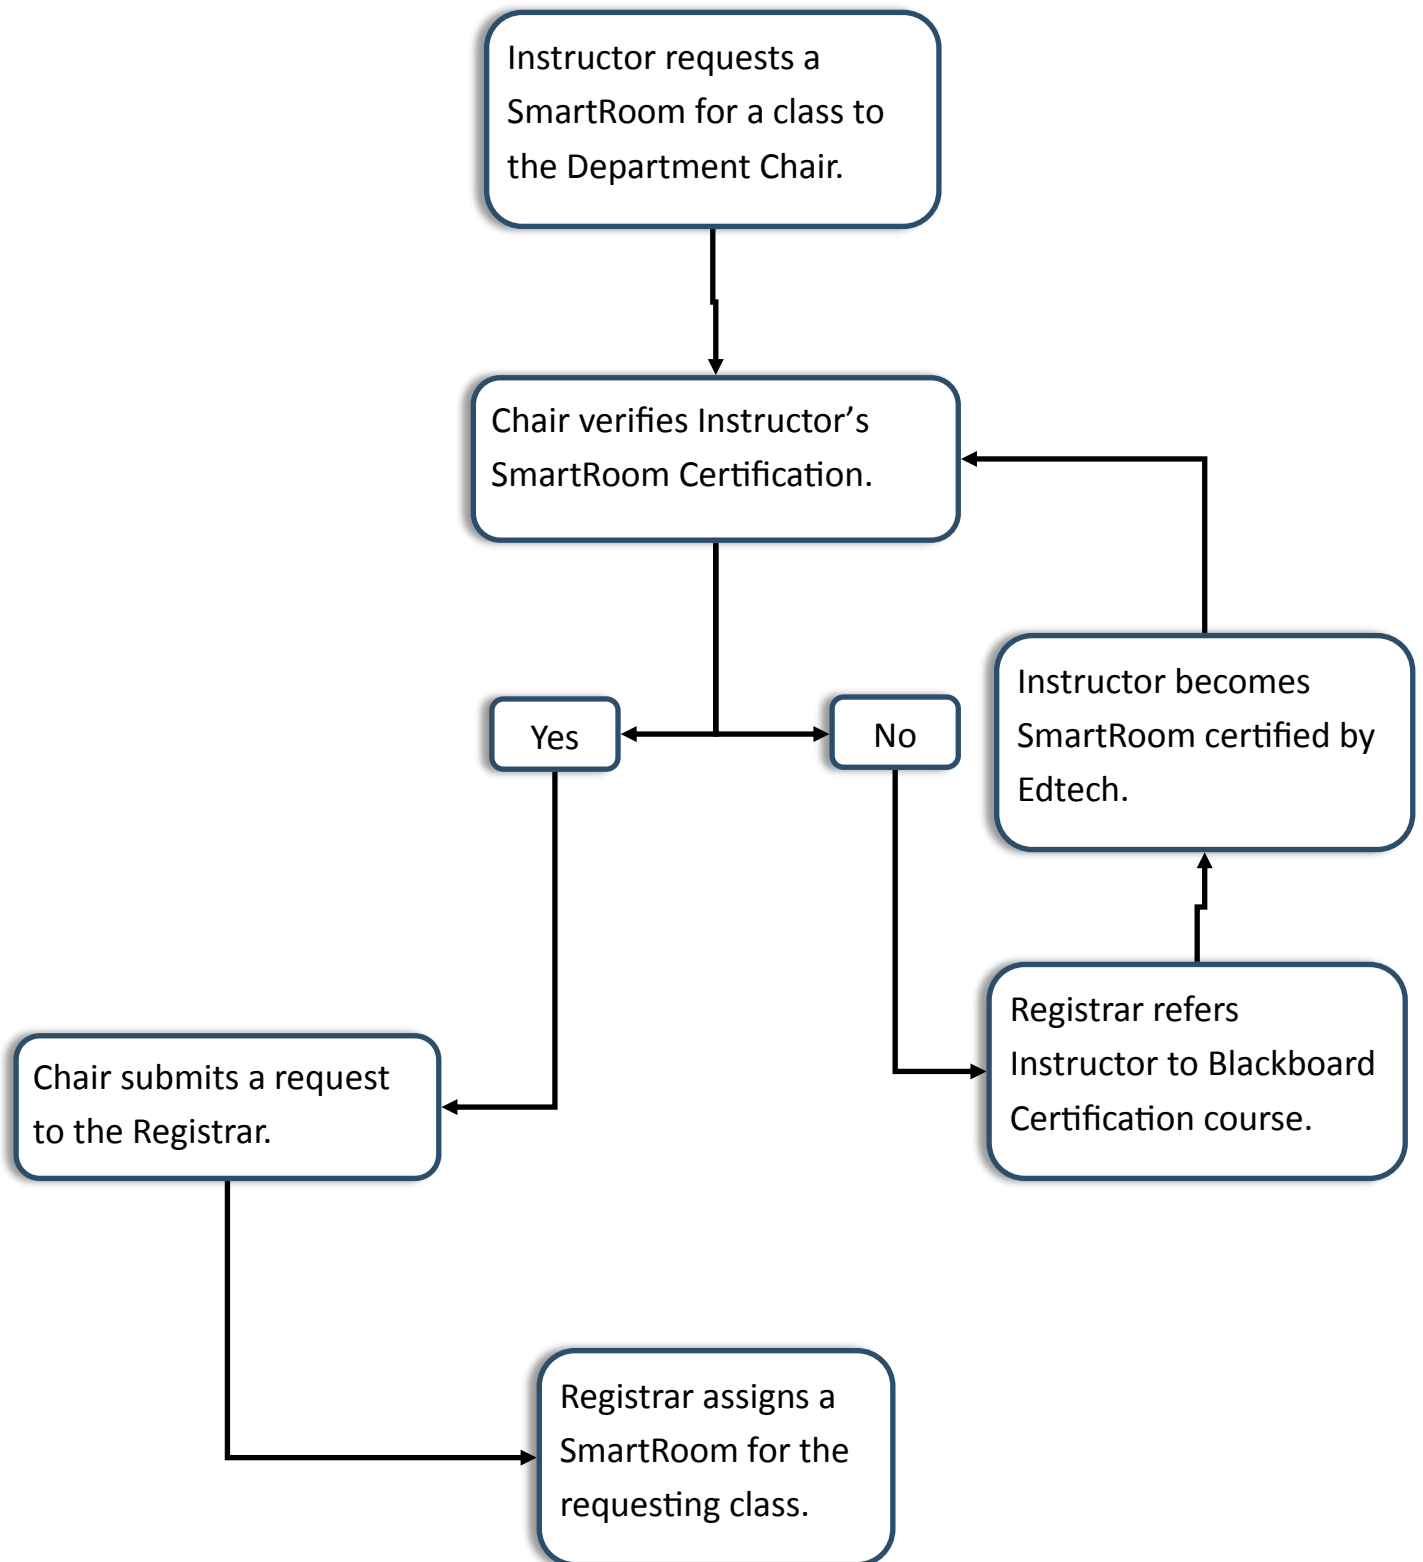 Instructor requests a
SmartRoom for a class to
the Department Chair.
Chair verifies Instructor’s
SmartRoom Certification.
Yes
No
Instructor becomes
SmartRoom certified by
Edtech.
Registrar refers
Instructor to Blackboard
Certification course.
Chair submits a request
to the Registrar.
Registrar assigns a
SmartRoom for the
requesting class.